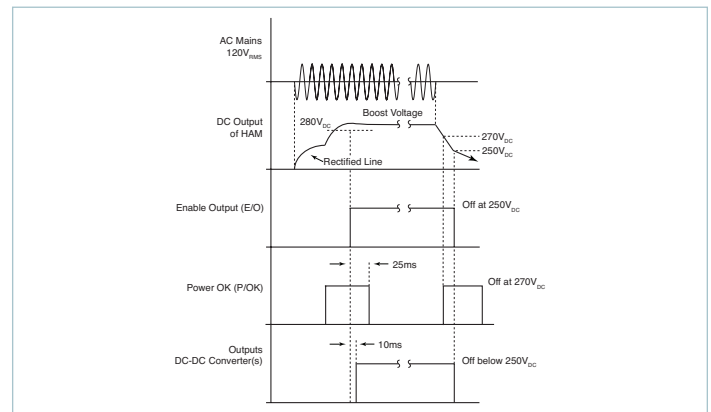 AC Mains
120V_RMS
Boost Voltage
DC Output
of HAM
280V_DC
270V_DC
250V_DC
Rectified Line
Enable Output (E/O)
Off at 250V_DC
25ms
Power OK (P/OK)
Off at 270V_DC
10ms
Outputs
DC-DC Converter(s)
Off below 250V_DC